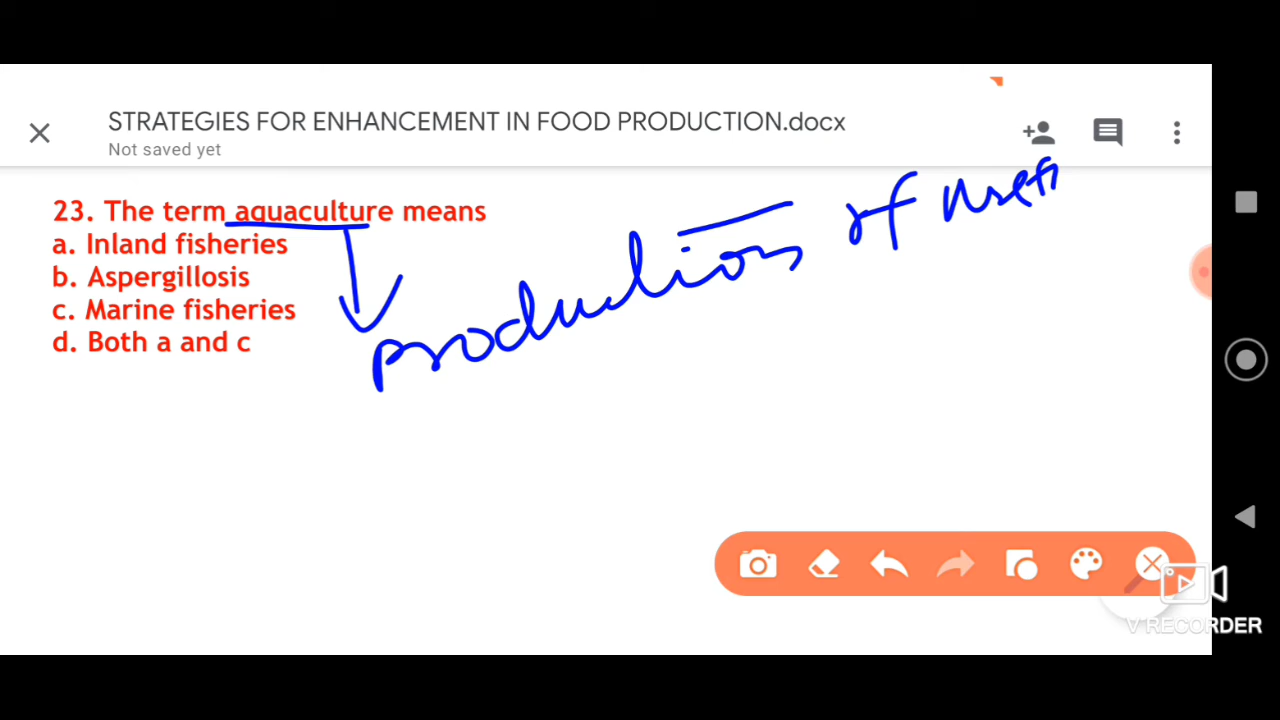 STRATEGIES FOR ENHANCEMENT IN FOOD PRODUCTION.docx
Not saved yet
23. The term aquaculture means
a. Inland fisheries
b. Aspergillosis
c. Marine fisheries
d. Both a and c
production of
V RECORDER